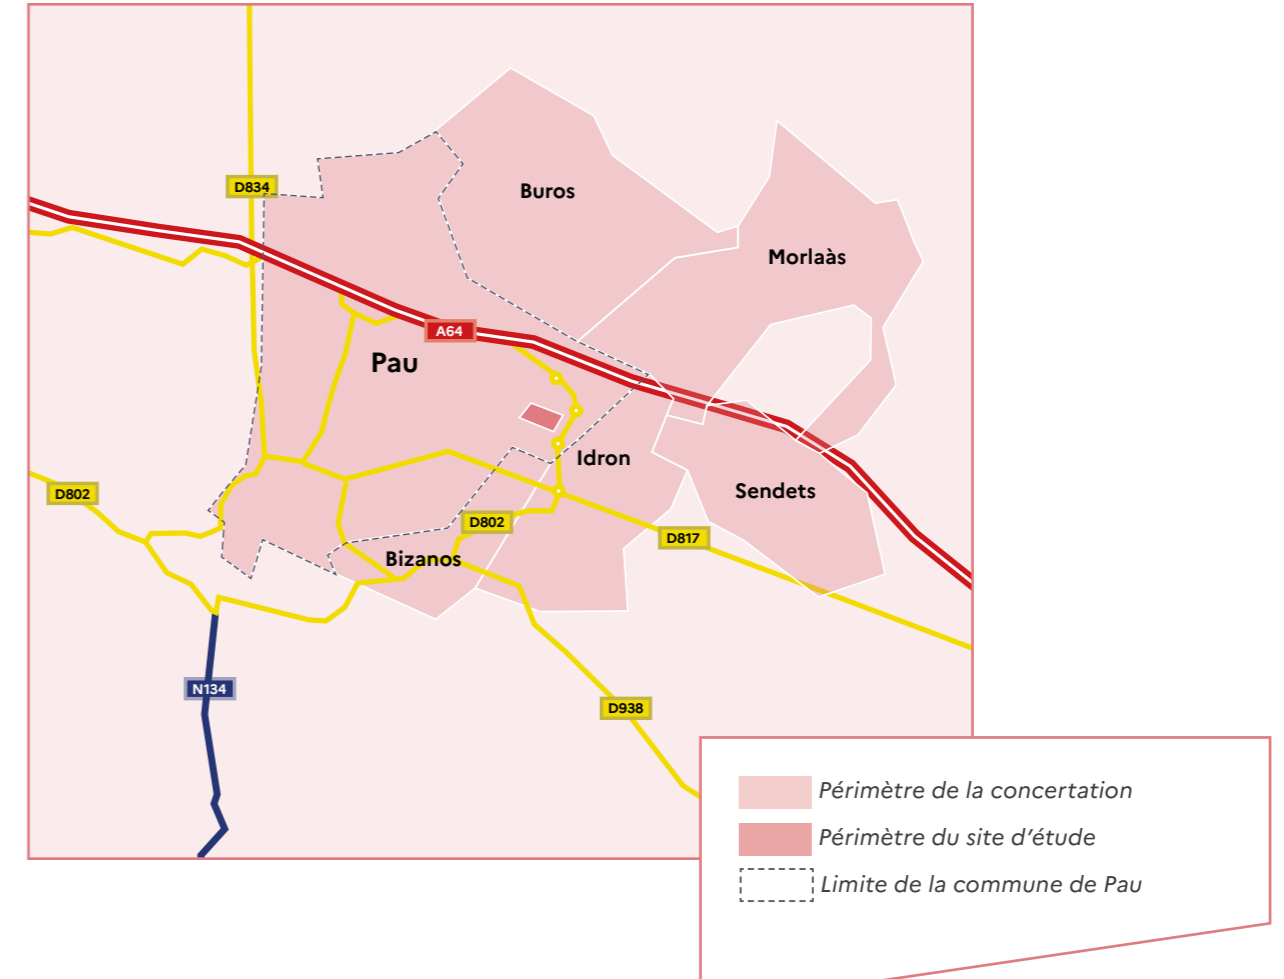 D834
Buros
Morlaàs
A64
Pau
Idron
D802
Sendets
D802
D817
Bizanos
N134
D938
Périmètre de la concertation
Périmètre du site d'étude
Limite de la commune de Pau